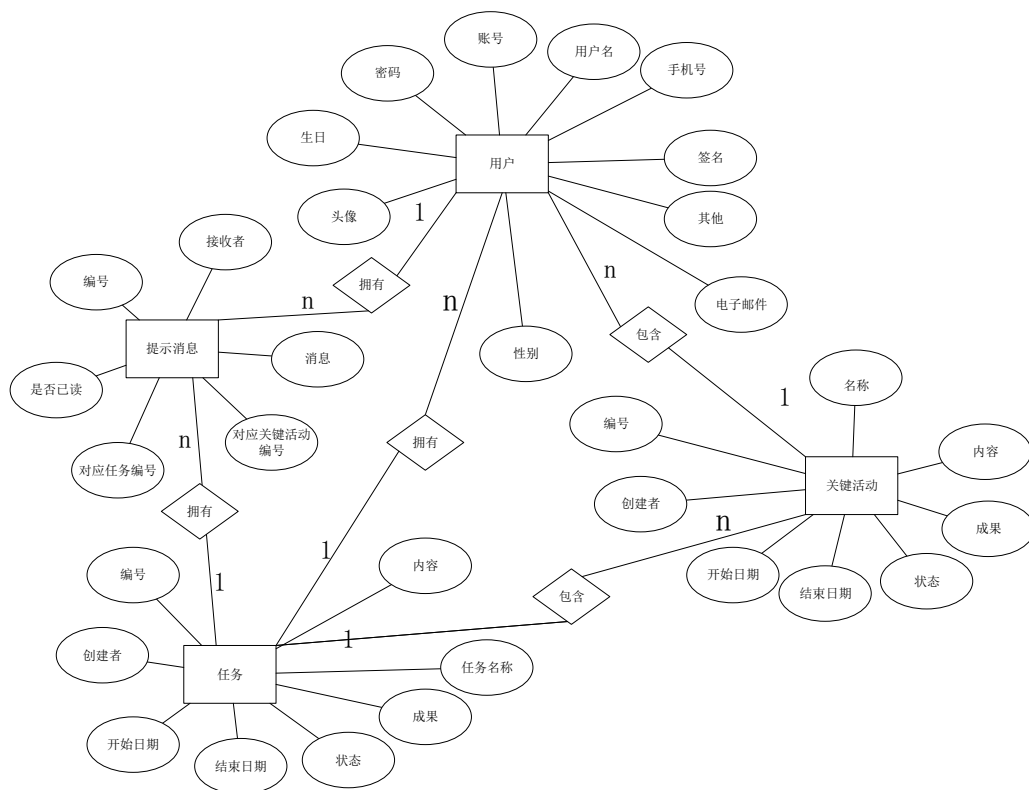 账号
用户名
密码
手机号
生日
用户
签名
头像
1
其他
接收者
编号
拥有
n
n
n
电子邮件
包含
提示消息
消息
性别
是否已读
名称
1
编号
对应关键活动
编号
拥有
n
内容
对应任务编号
关键活动
创建者
拥有
n
成果
1
内容
开始日期
状态
编号
1
结束日期
包含
1
创建者
任务
任务名称
成果
开始日期
状态
结束日期